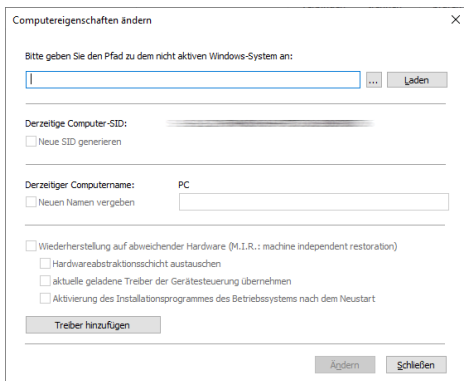 Computereigenschaften ändern
Bitte geben Sie den Pfad zu dem nicht aktiven Windows-System an:
... Laden
Derzeitige Computer-SID:
Neue SID generieren
Derzeitiger Computername: PC
Neuen Namen vergeben
Wiederherstellung auf abweichender Hardware (M.I.R.: machine independent restoration)
Hardwareabstraktionsschicht austauschen
aktuelle geladene Treiber der Gerätesteuerung übernehmen
Aktivierung des Installationsprogrammes des Betriebssystems nach dem Neustart
Treiber hinzufügen
Ändern Schließen